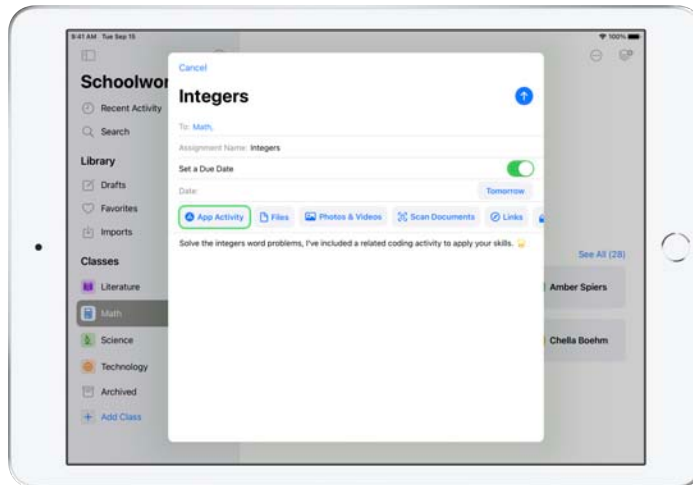 9:41 AM Tue Sep 15
100%
Cancel
Integers
To: Math,
Assignment Name: Integers
Set a Due Date
Date:
Tomorrow
App Activity
Files
Photos & Videos
Scan Documents
Links
Solve the integers word problems, I've included a related coding activity to apply your skills.
Schoolwor
Recent Activity
Search
Library
Drafts
Favorites
Imports
Classes
Literature
Math
Science
Technology
Archived
Add Class
See All (28)
Amber Spiers
Chella Boehm